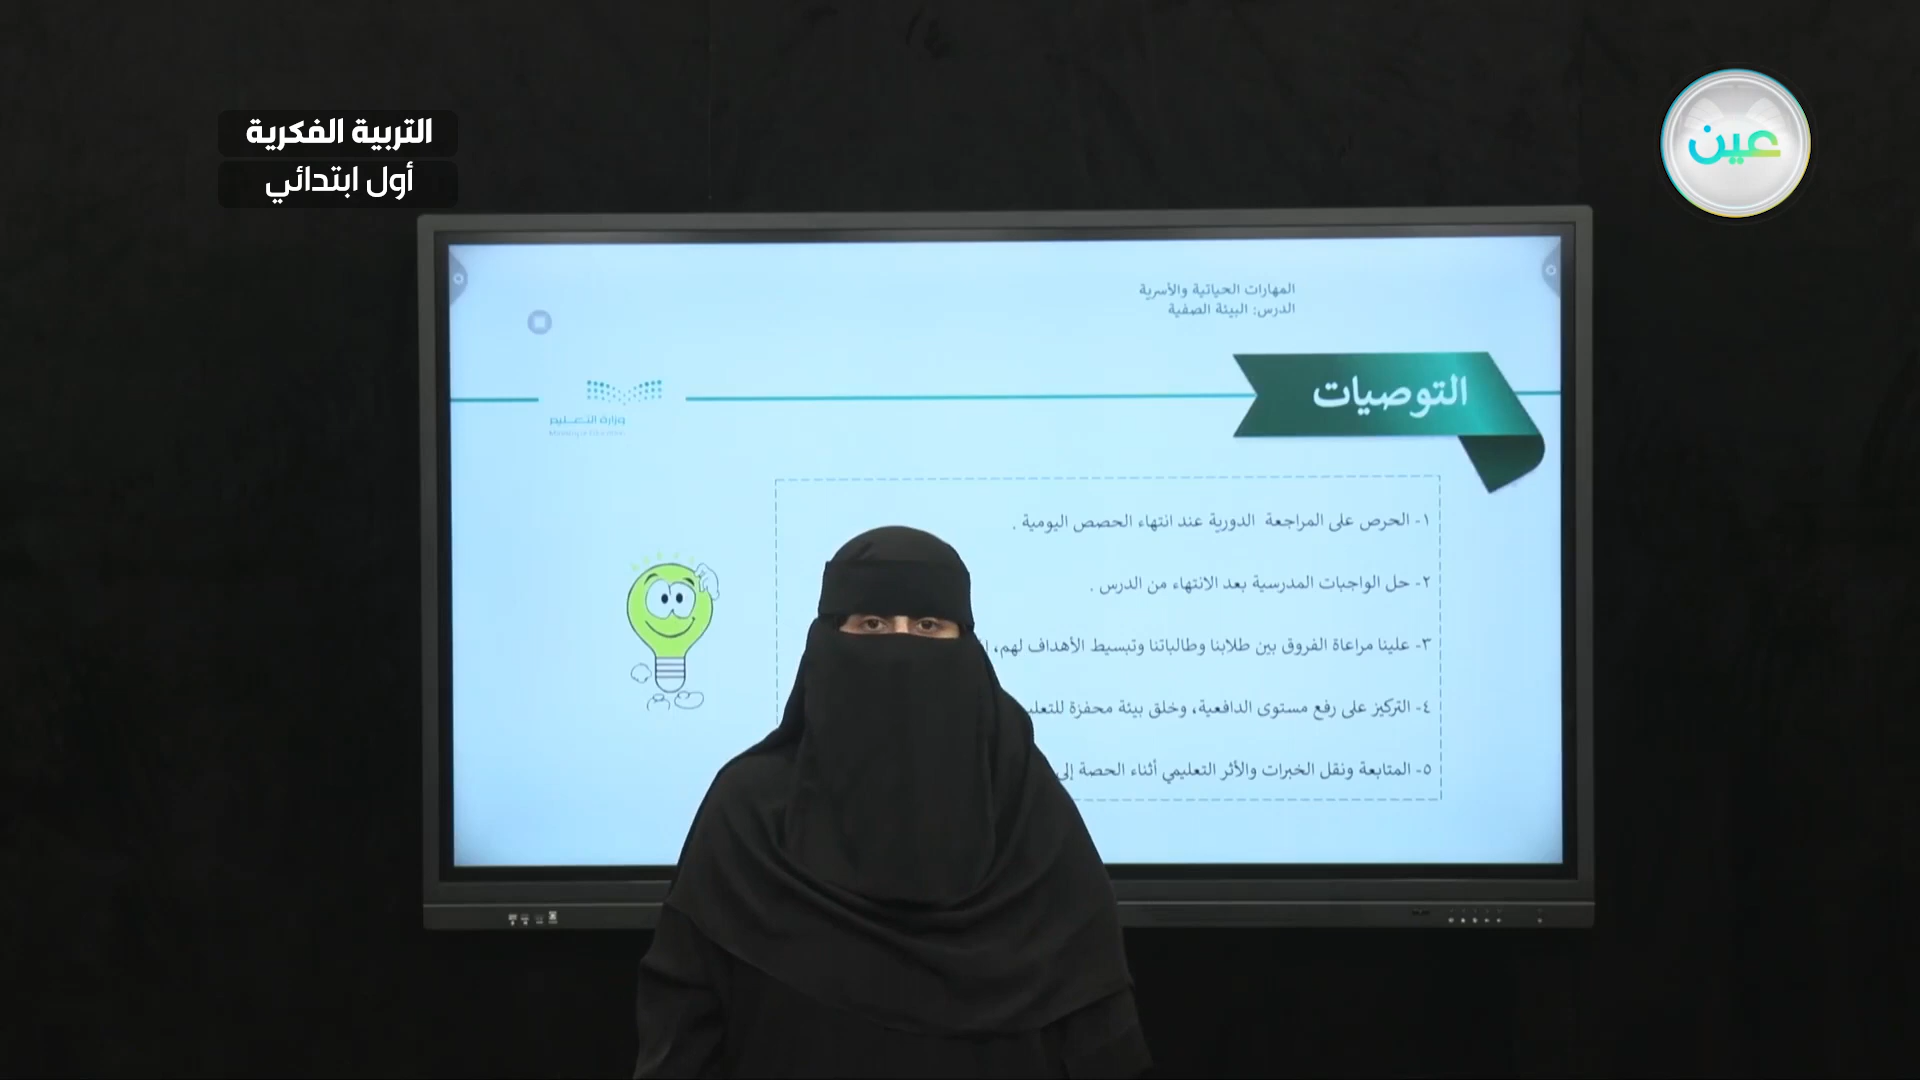 التربية الفكرية
أول ابتدائي
عين
المهارات الحياتية والأسرية
الدرس: البيئة الصفية
التوصيات
وزارة التعليم
١- الحرص على المراجعة الدورية عند انتهاء الحصص اليومية .
٢- حل الواجبات المدرسية بعد الانتهاء من الدرس .
٣- علينا مراعاة الفروق بين طلابنا وطالباتنا وتبسيط الأهداف لهم،
٤- التركيز على رفع مستوى الدافعية، وخلق بيئة محفزة
٥- المتابعة ونقل الخبرات والأثر التعليمي أثناء الحصة إلى